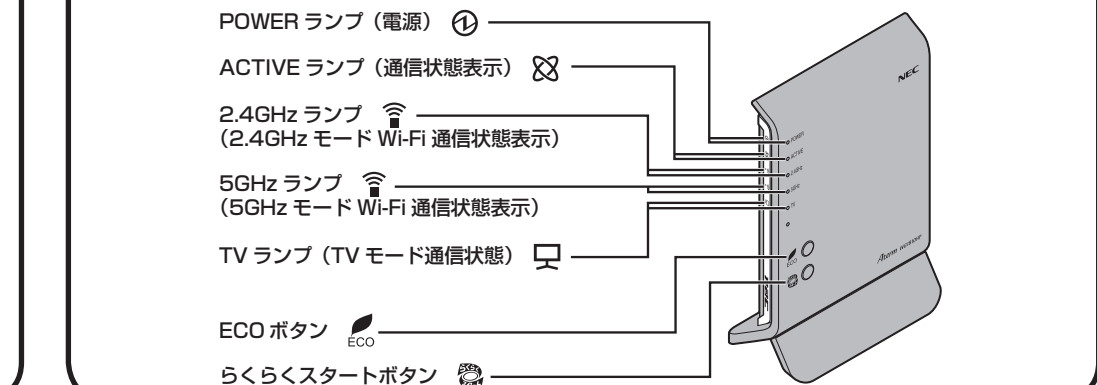 POWER ランプ（電源）
ACTIVE ランプ（通信状態表示）
2.4GHz ランプ
（2.4GHz モード Wi-Fi 通信状態表示）
5GHz ランプ
（5GHz モード Wi-Fi 通信状態表示）
TV ランプ（TV モード通信状態）
ECO ボタン
ECO
らくらくスタートボタン
NEC
POWER
ACTIVE
2.4GHz
5GHz
TV
ECO
Aterm